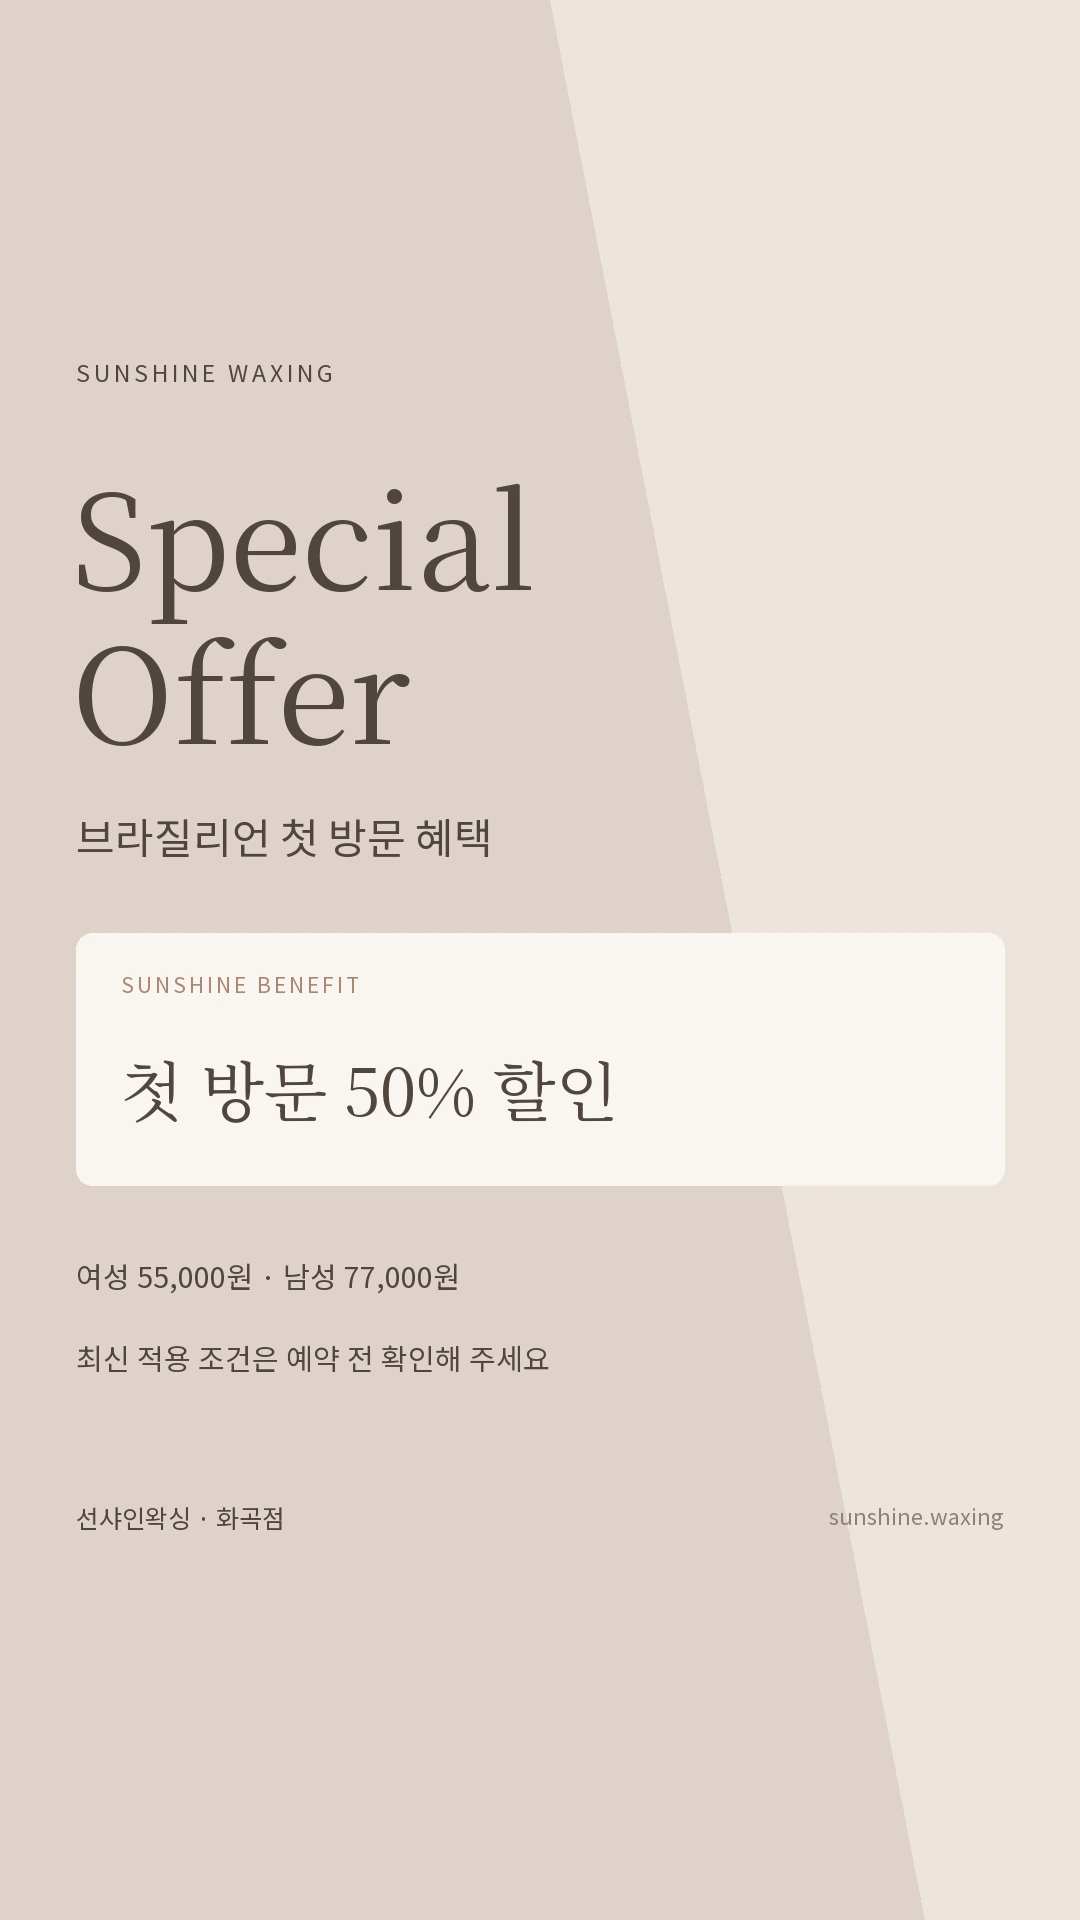 SUNSHINE WAXING
Special
Offer
브라질리언 첫 방문 혜택
SUNSHINE BENEFIT
첫 방문 50% 할인
여성 55,000원 · 남성 77,000원
최신 적용 조건은 예약 전 확인해 주세요
선샤인왁싱 · 화곡점
sunshine.waxing